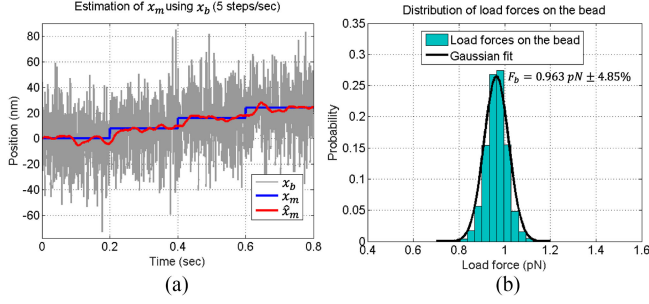 Estimation of x_m using x_b (5 steps/sec)
Position (nm)
80
60
40
20
0
-20
-40
-60
x_b
x_m
x̂_m
0
0.2
0.4
0.6
0.8
Time (sec)
(a)
Distribution of load forces on the bead
Probability
0.35
0.3
0.25
0.2
0.15
0.1
0.05
0
Load forces on the bead
Gaussian fit
F_b = 0.963 pN ± 4.85%
0.4
0.6
0.8
1
1.2
1.4
1.6
Load force (pN)
(b)